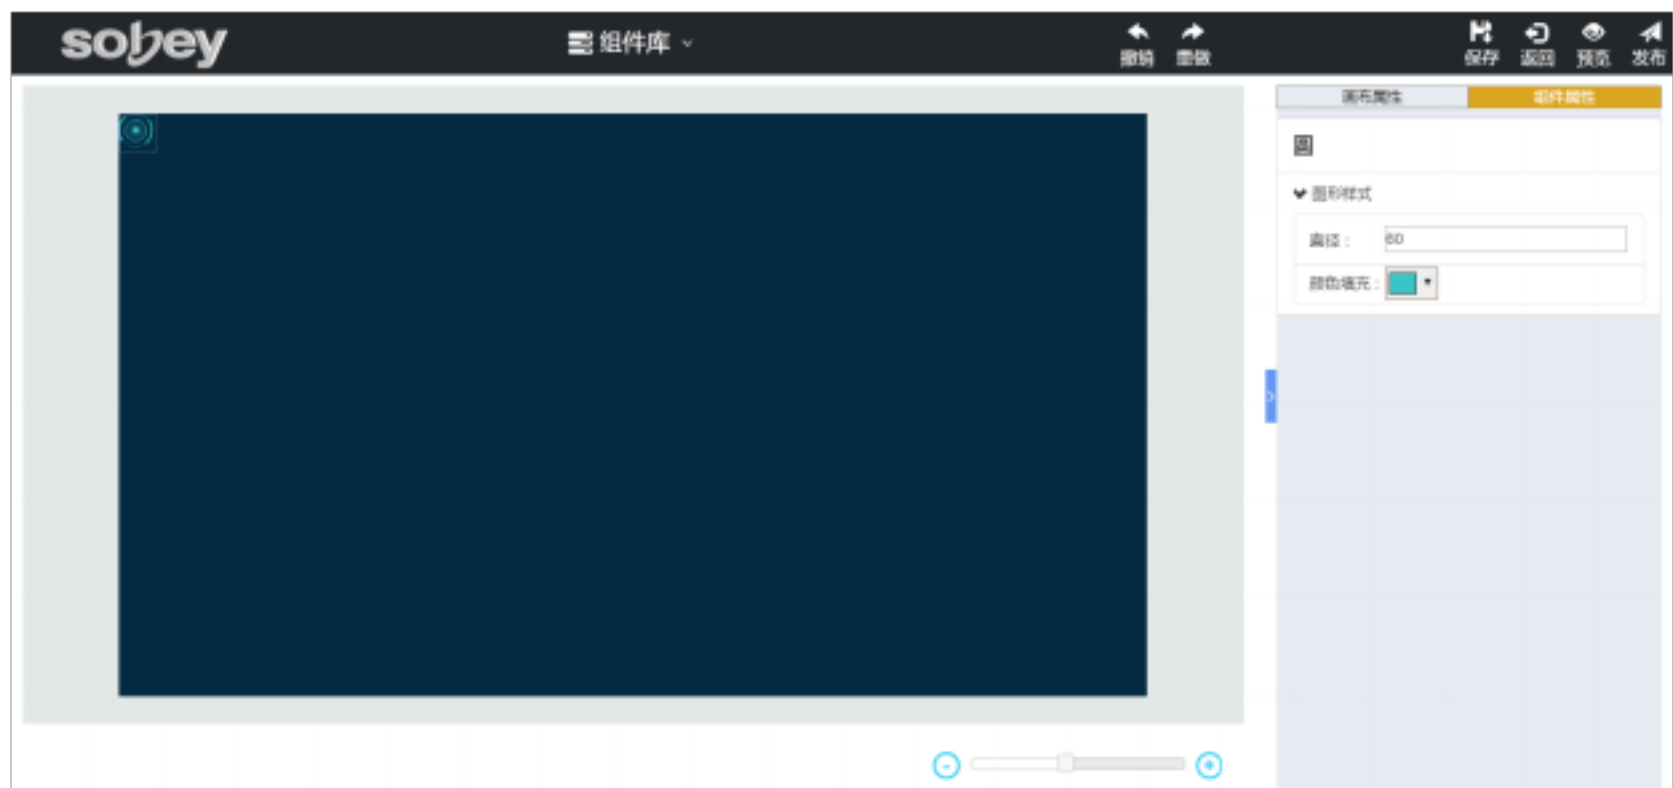 sobey
组件库
撤销 重做
保存 返回 预览 发布
画布属性 组件属性
圆
图形样式
直径： 60
颜色填充：